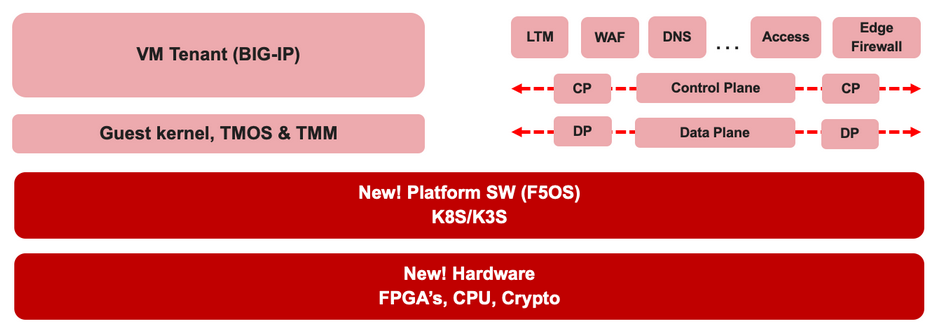 VM Tenant (BIG-IP)
Guest kernel, TMOS & TMM
LTM
WAF
DNS
. . .
Access
Edge
Firewall
CP
Control Plane
CP
DP
Data Plane
DP
New! Platform SW (F5OS)
K8S/K3S
New! Hardware
FPGA’s, CPU, Crypto